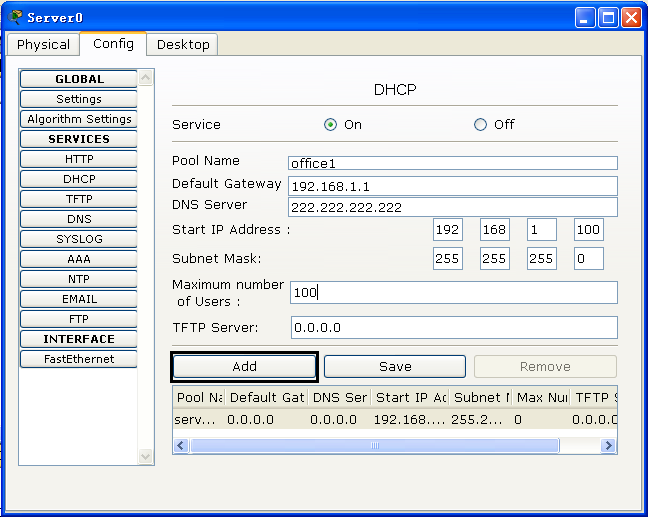 Server0
Physical Config Desktop
GLOBAL
Settings
Algorithm Settings
SERVICES
HTTP
DHCP
TFTP
DNS
SYSLOG
AAA
NTP
EMAIL
FTP
INTERFACE
FastEthernet
DHCP
Service On Off
Pool Name office1
Default Gateway 192.168.1.1
DNS Server 222.222.222.222
Start IP Address : 192 168 1 100
Subnet Mask: 255 255 255 0
Maximum number
of Users : 100
TFTP Server: 0.0.0.0
Add Save Remove
Pool Na Default Gat DNS Ser Start IP Ad Subnet M Max Nu TFTP S
serv... 0.0.0.0 0.0.0.0 192.168.... 255.2... 0 0.0.0.0